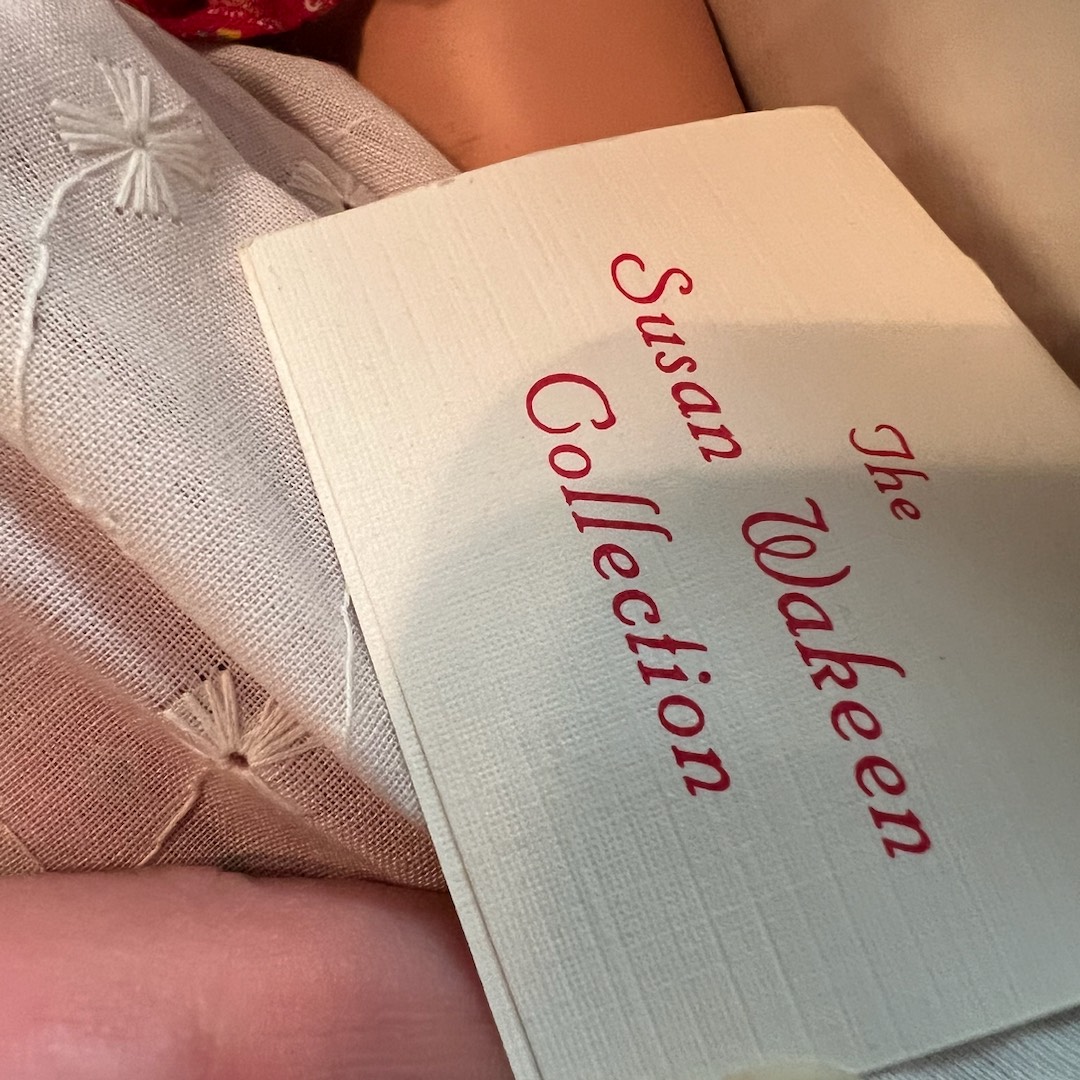 The
Susan Wakeen
Collection